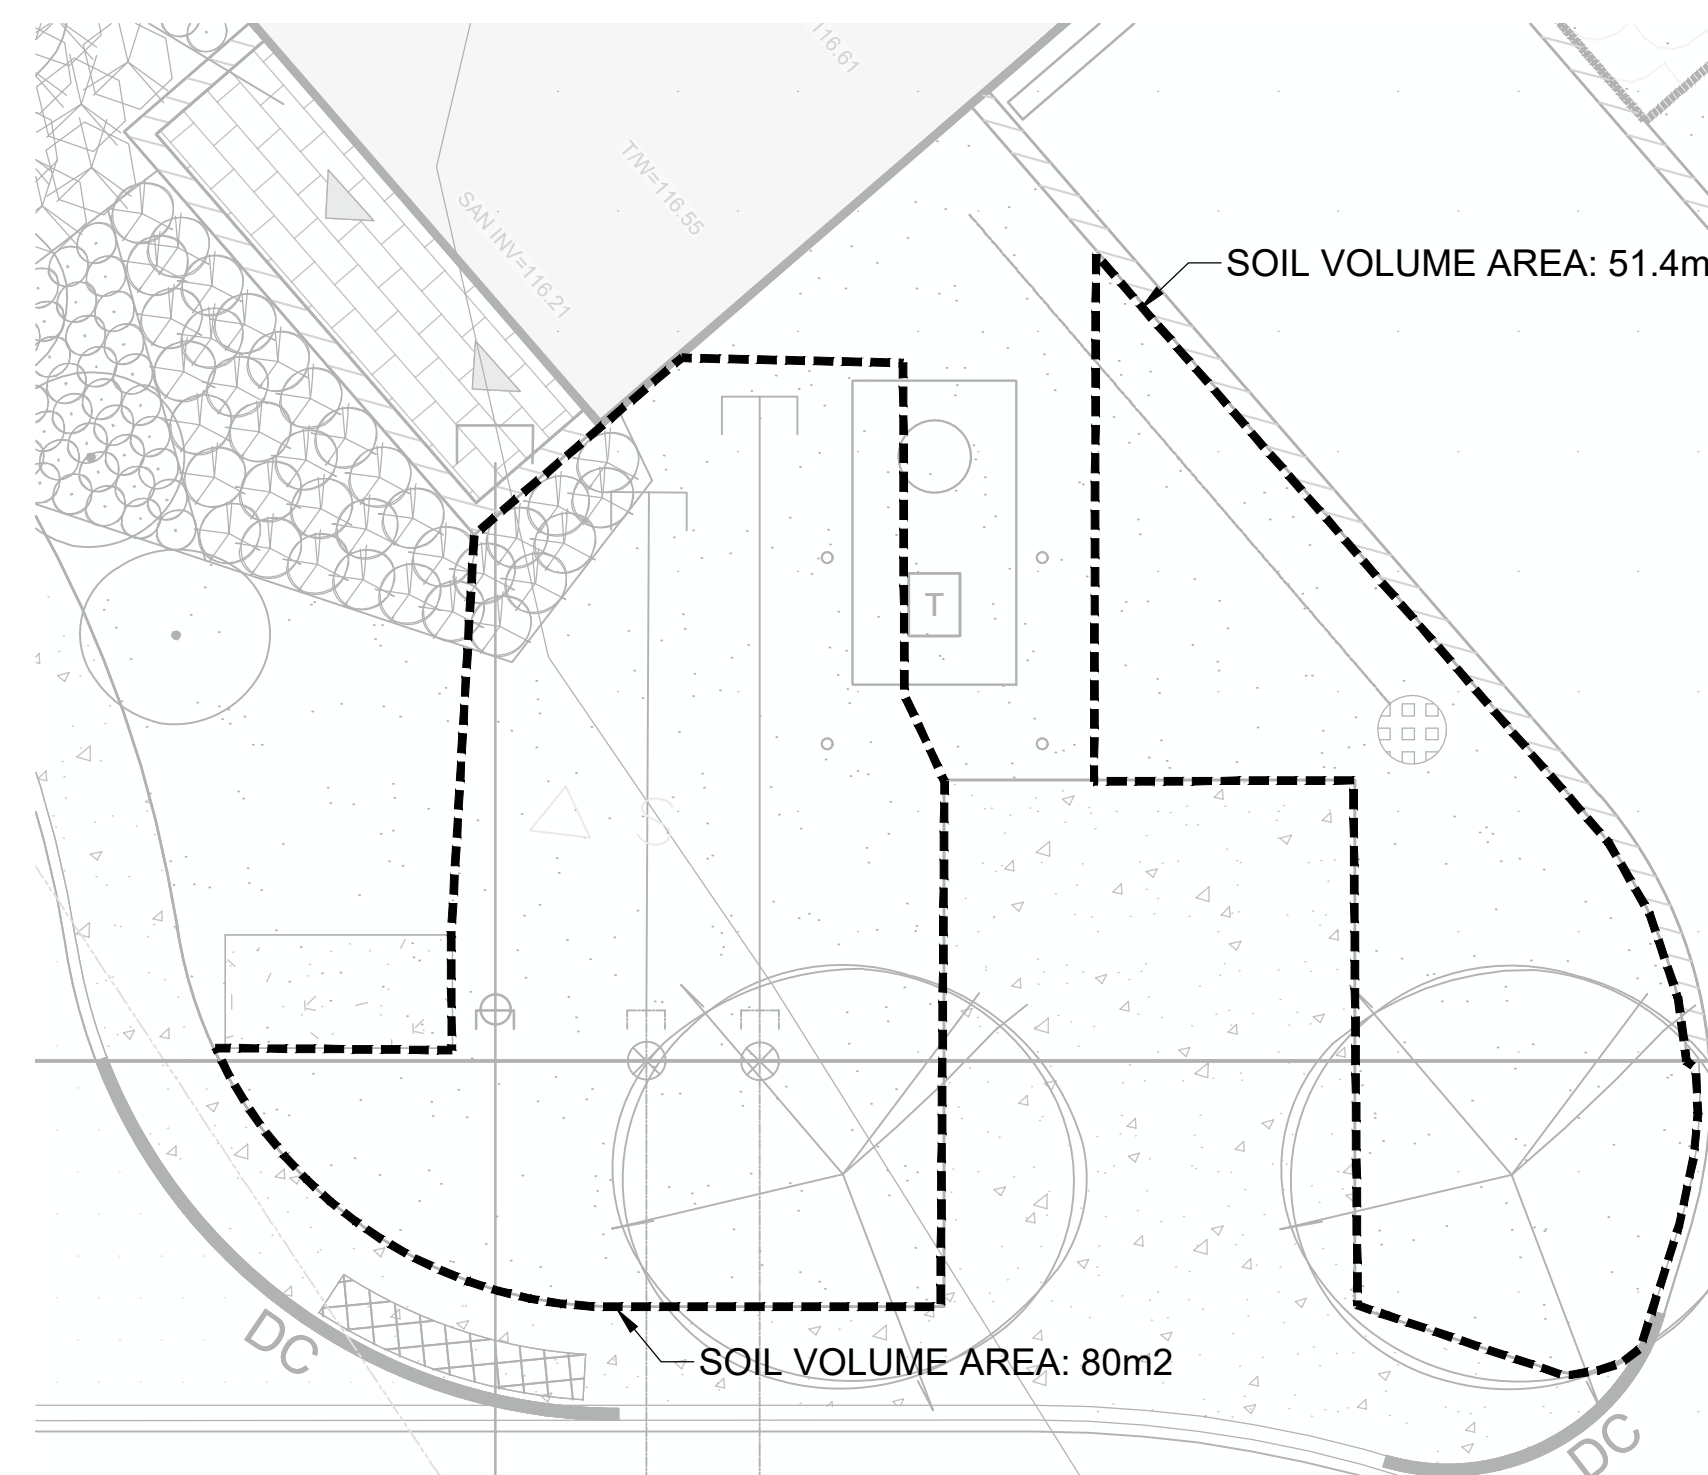 116.61
T/W=116.55
SAN INV=116.21
SOIL VOLUME AREA: 51.4m
T
S
DC
SOIL VOLUME AREA: 80m2
DC